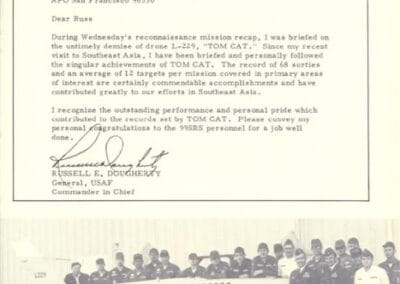 APO San Francisco 96330
Dear Russ
During Wednesday's reconnaissance mission recap, I was briefed on
the untimely demise of drone L-229, "TOM CAT." Since my recent
visit to Southeast Asia, I have been briefed and personally followed
the singular achievements of TOM CAT. The record of 68 sorties
and an average of 12 targets per mission covered in primary areas
of interest are certainly commendable accomplishments and have
contributed greatly to our efforts in Southeast Asia.
I recognize the outstanding performance and personal pride which
contributed to the records set by TOM CAT. Please convey my
personal congratulations to the 99SRS personnel for a job well
done.
Russell E. Dougherty
RUSSELL E. DOUGHERTY
General, USAF
Commander in Chief
L229